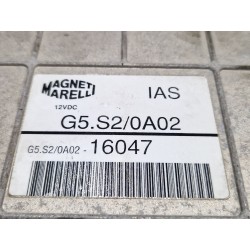 MAGNETI
MARELLI
IAS
12VDC
G5.S2/0A02
G5.S2/0A02 - 16047